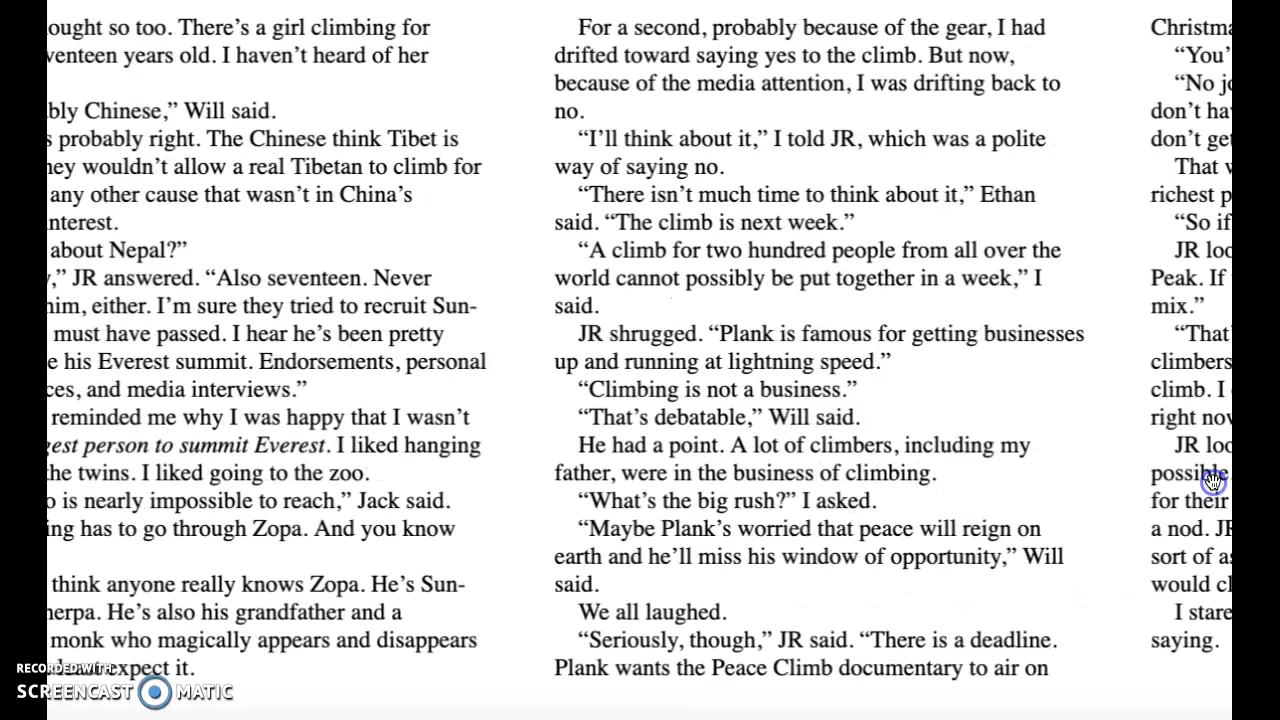 ought so too. There’s a girl climbing for
venteen years old. I haven’t heard of her
bly Chinese,” Will said.
s probably right. The Chinese think Tibet is
hey wouldn’t allow a real Tibetan to climb for
any other cause that wasn’t in China’s
nterest.
about Nepal?”
,” JR answered. “Also seventeen. Never
him, either. I’m sure they tried to recruit Sun-
must have passed. I hear he’s been pretty
e his Everest summit. Endorsements, personal
ces, and media interviews.”
reminded me why I was happy that I wasn’t
gest person to summit Everest. I liked hanging
the twins. I liked going to the zoo.
o is nearly impossible to reach,” Jack said.
ing has to go through Zopa. And you know
think anyone really knows Zopa. He’s Sun-
herpa. He’s also his grandfather and a
monk who magically appears and disappears
expect it.
For a second, probably because of the gear, I had
drifted toward saying yes to the climb. But now,
because of the media attention, I was drifting back to
no.
“I’ll think about it,” I told JR, which was a polite
way of saying no.
“There isn’t much time to think about it,” Ethan
said. “The climb is next week.”
“A climb for two hundred people from all over the
world cannot possibly be put together in a week,” I
said.
JR shrugged. “Plank is famous for getting businesses
up and running at lightning speed.”
“Climbing is not a business.”
“That’s debatable,” Will said.
He had a point. A lot of climbers, including my
father, were in the business of climbing.
“What’s the big rush?” I asked.
“Maybe Plank’s worried that peace will reign on
earth and he’ll miss his window of opportunity,” Will
said.
We all laughed.
“Seriously, though,” JR said. “There is a deadline.
Plank wants the Peace Climb documentary to air on
Christma
“You’
“No jo
don’t ha
don’t get
That w
richest p
“So if
JR loo
Peak. If
mix.”
“That’
climbers
climb. I
right nov
JR loo
possible
for their
a nod. JR
sort of as
would cl
I stare
saying.
RECORDED WITH
SCREENCAST MATIC